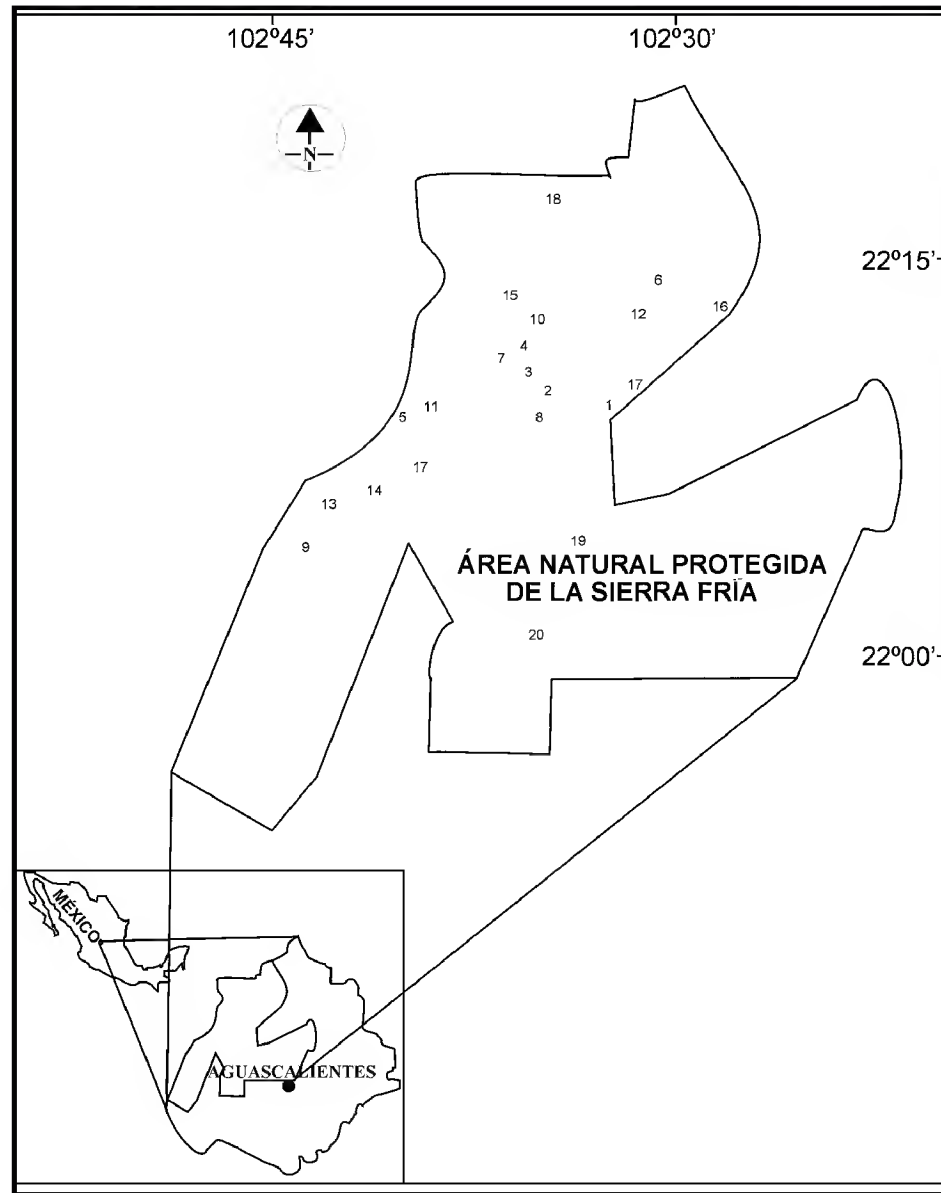 102º45'
102º30'
N
18
22º15'
6
15
16
10
12
4
7
3
17
2
1
11
5
8
17
14
13
19
9
ÁREA NATURAL PROTEGIDA
DE LA SIERRA FRÍA
20
22º00'
MÉXICO
AGUASCALIENTES